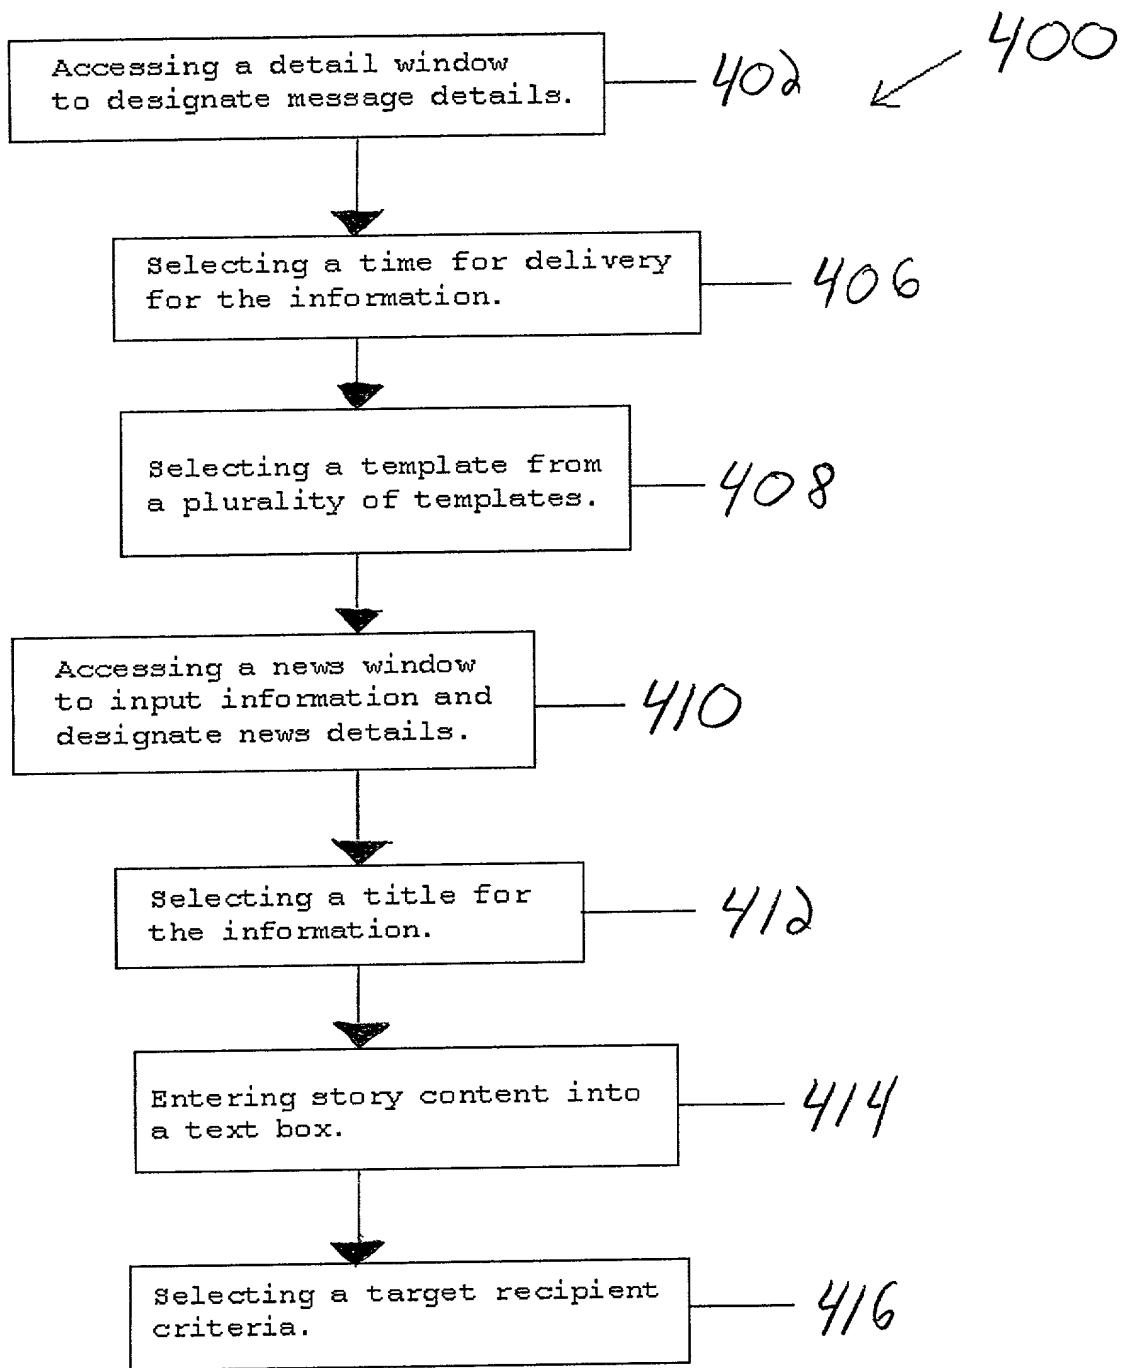 400
Accessing a detail window
to designate message details.
402
Selecting a time for delivery
for the information.
406
Selecting a template from
a plurality of templates.
408
Accessing a news window
to input information and
designate news details.
410
Selecting a title for
the information.
412
Entering story content into
a text box.
414
Selecting a target recipient
criteria.
416